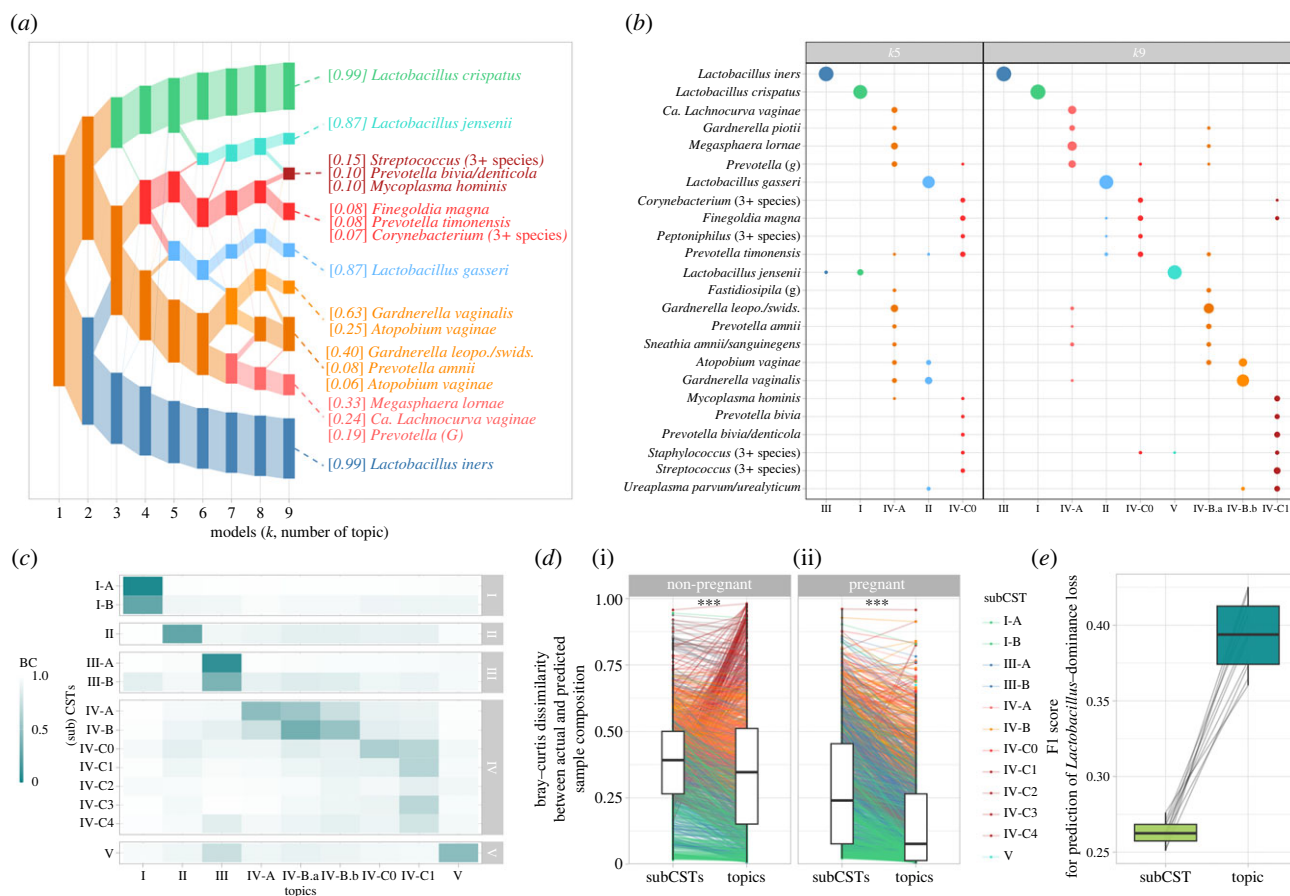 (a)
[0.99] Lactobacillus crispatus
[0.87] Lactobacillus jensenii
[0.15] Streptococcus (3+ species)
[0.10] Prevotella bivia/denticola
[0.10] Mycoplasma hominis
[0.08] Finegoldia magna
[0.08] Prevotella timonensis
[0.07] Corynebacterium (3+ species)
[0.87] Lactobacillus gasseri
[0.63] Gardnerella vaginalis
[0.25] Atopobium vaginae
[0.40] Gardnerella leopo./swids.
[0.08] Prevotella amnii
[0.06] Atopobium vaginae
[0.33] Megasphaera lornae
[0.24] Ca. Lachnocurva vaginae
[0.19] Prevotella (G)
[0.99] Lactobacillus iners
1 2 3 4 5 6 7 8 9
models (k, number of topic)
(b)
k5 k9
Lactobacillus iners
Lactobacillus crispatus
Ca. Lachnocurva vaginae
Gardnerella piotii
Megasphaera lornae
Prevotella (g)
Lactobacillus gasseri
Corynebacterium (3+ species)
Finegoldia magna
Peptoniphilus (3+ species)
Prevotella timonensis
Lactobacillus jensenii
Fastidiosipila (g)
Gardnerella leopo./swids.
Prevotella amnii
Sneathia amnii/sanguinegens
Atopobium vaginae
Gardnerella vaginalis
Mycoplasma hominis
Prevotella bivia
Prevotella bivia/denticola
Staphylococcus (3+ species)
Streptococcus (3+ species)
Ureaplasma parvum/urealyticum
III I IV-A II IV-C0 III I IV-A II IV-C0 V IV-B.a IV-B.b IV-C1
(c)
BC
1.0
0.5
0
(sub) CSTs
I-A
I-B
II
III-A
III-B
IV-A
IV-B
IV-C0
IV-C1
IV-C2
IV-C3
IV-C4
V
I
II
III
IV
V
I II III IV-A IV-B.a IV-B.b IV-C0 IV-C1 V
topics
(d)
(i) (ii)
non-pregnant pregnant
*** ***
bray–curtis dissimilarity
between actual and predicted
sample composition
1.00
0.75
0.50
0.25
0
subCSTs topics subCSTs topics
subCST
I-A
I-B
III-A
III-B
IV-A
IV-B
IV-C0
IV-C1
IV-C2
IV-C3
IV-C4
V
(e)
F1 score
for prediction of Lactobacillus–dominance loss
0.40
0.35
0.30
0.25
subCST topic